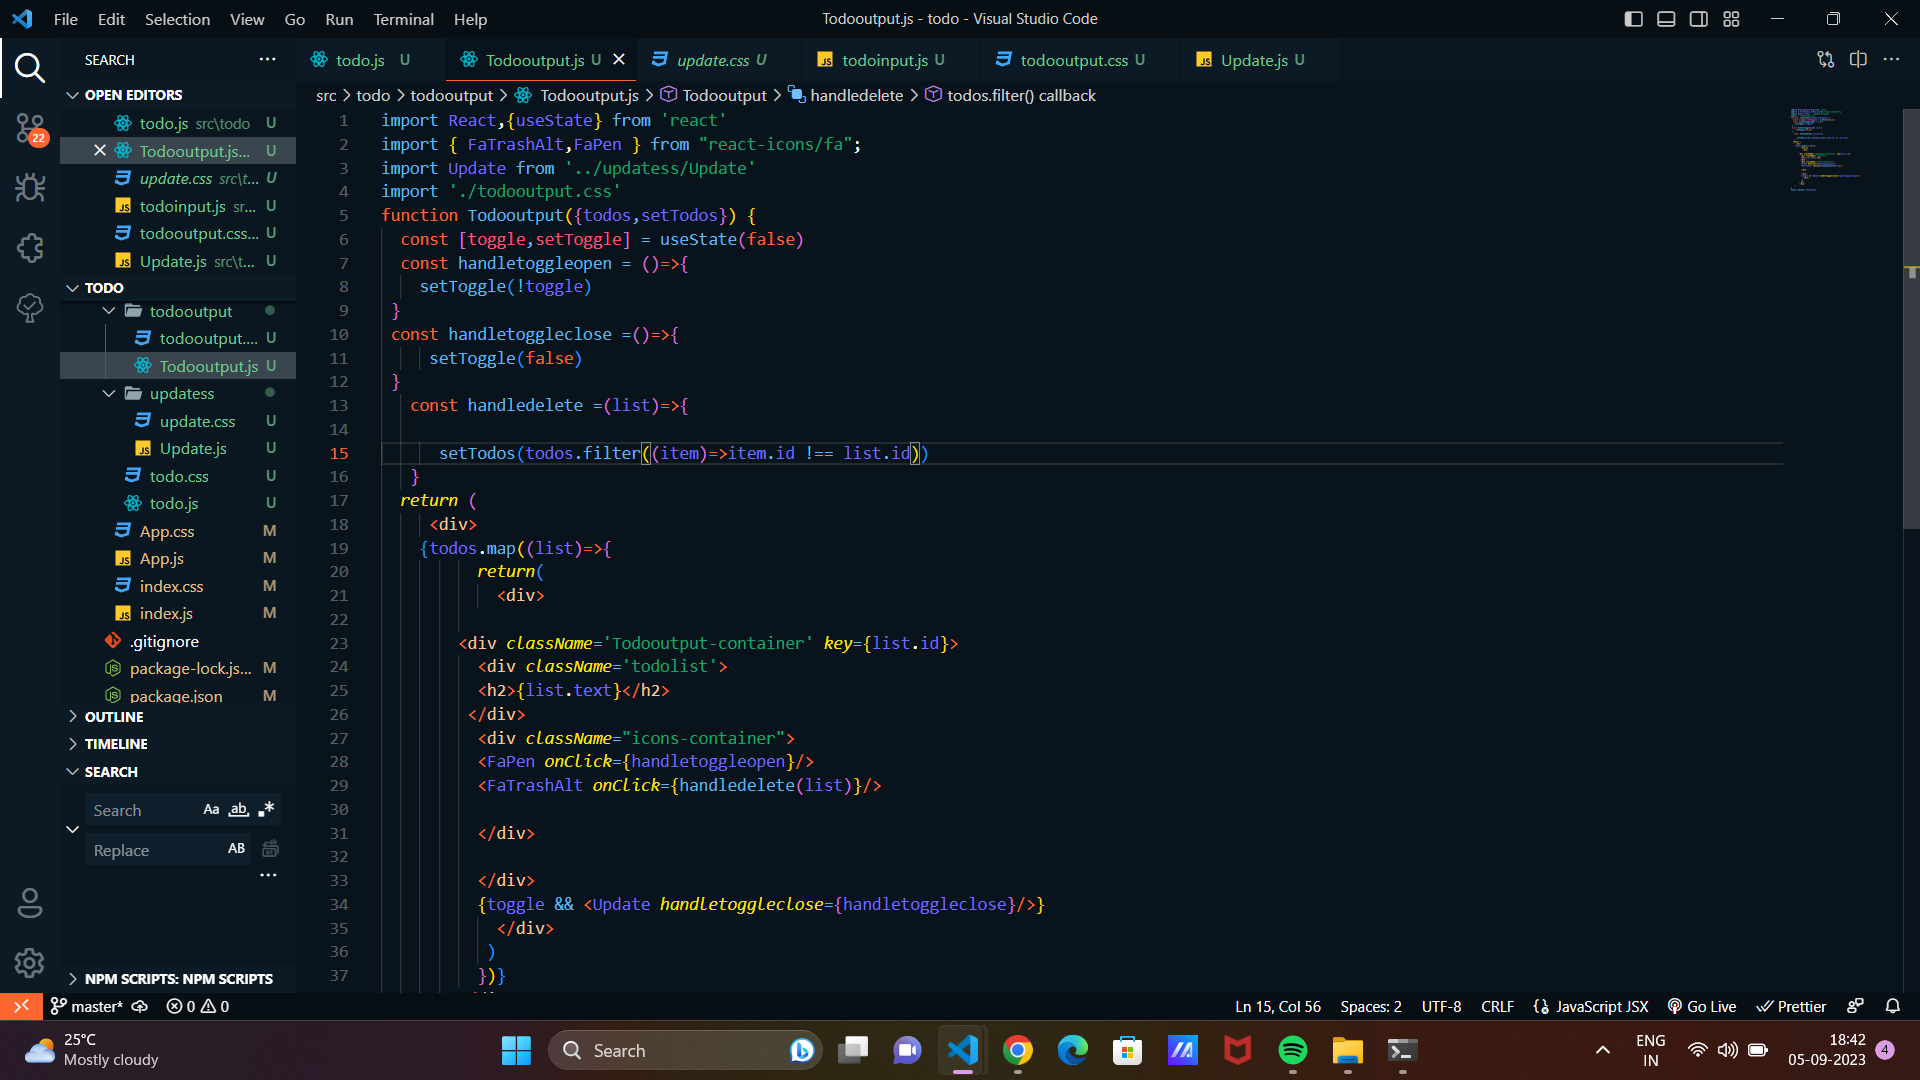 File Edit Selection View Go Run Terminal Help
Todooutput.js - todo - Visual Studio Code
SEARCH
todo.js U
Todooutput.js U
update.css U
todoinput.js U
todooutput.css U
Update.js U
src > todo > todooutput > Todooutput.js > Todooutput > handledelete > todos.filter() callback
OPEN EDITORS
todo.js src\todo U
Todooutput.js... U
update.css src\t... U
todoinput.js sr... U
todooutput.css... U
Update.js src\t... U
TODO
todooutput
todooutput.... U
Todooutput.js U
updatess
update.css U
Update.js U
todo.css U
todo.js U
App.css M
App.js M
index.css M
index.js M
.gitignore
package-lock.js... M
package.json M
OUTLINE
TIMELINE
SEARCH
Search Aa ab
Replace AB
NPM SCRIPTS: NPM SCRIPTS
22
1 import React,{useState} from 'react'
2 import { FaTrashAlt,FaPen } from "react-icons/fa";
3 import Update from '../updatess/Update'
4 import './todooutput.css'
5 function Todooutput({todos,setTodos}) {
6 const [toggle,setToggle] = useState(false)
7 const handletoggleopen = ()=>{
8 setToggle(!toggle)
9 }
10 const handletoggleclose =()=>{
11 setToggle(false)
12 }
13 const handledelete =(list)=>{
14
15 setTodos(todos.filter((item)=>item.id !== list.id))
16 }
17 return (
18 <div>
19 {todos.map((list)=>{
20 return(
21 <div>
22
23 <div className='Todooutput-container' key={list.id}>
24 <div className='todolist'>
25 <h2>{list.text}</h2>
26 </div>
27 <div className="icons-container">
28 <FaPen onClick={handletoggleopen}/>
29 <FaTrashAlt onClick={handledelete(list)}/>
30
31 </div>
32
33 </div>
34 {toggle && <Update handletoggleclose={handletoggleclose}/>}
35 </div>
36 )
37 })}
master* 0 0
Ln 15, Col 56 Spaces: 2 UTF-8 CRLF JavaScript JSX Go Live Prettier
25°C
Mostly cloudy
Search
ENG
IN
18:42
05-09-2023
4